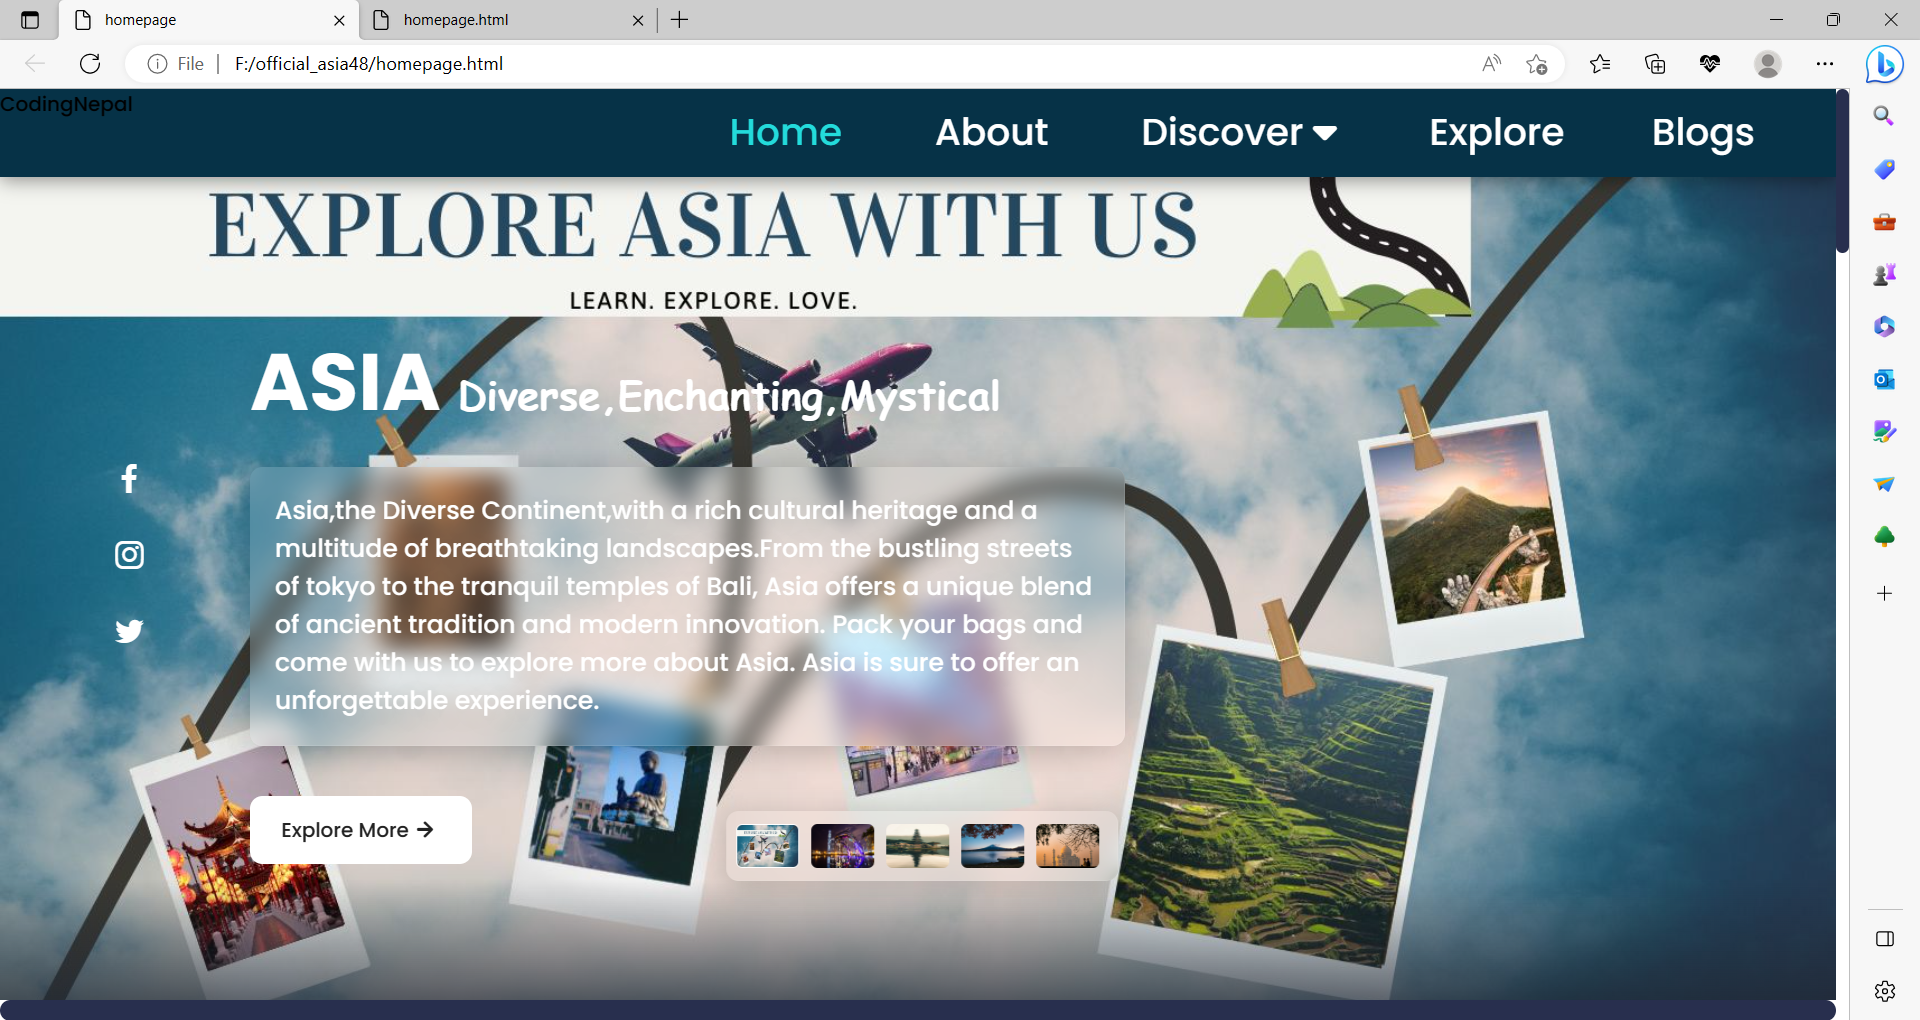 homepage
homepage.html
File
F:/official_asia48/homepage.html
CodingNepal
Home About Discover Explore Blogs
EXPLORE ASIA WITH US
LEARN. EXPLORE. LOVE.
ASIA Diverse,Enchanting,Mystical
Asia,the Diverse Continent,with a rich cultural heritage and a
multitude of breathtaking landscapes.From the bustling streets
of tokyo to the tranquil temples of Bali, Asia offers a unique blend
of ancient tradition and modern innovation. Pack your bags and
come with us to explore more about Asia. Asia is sure to offer an
unforgettable experience.
Explore More